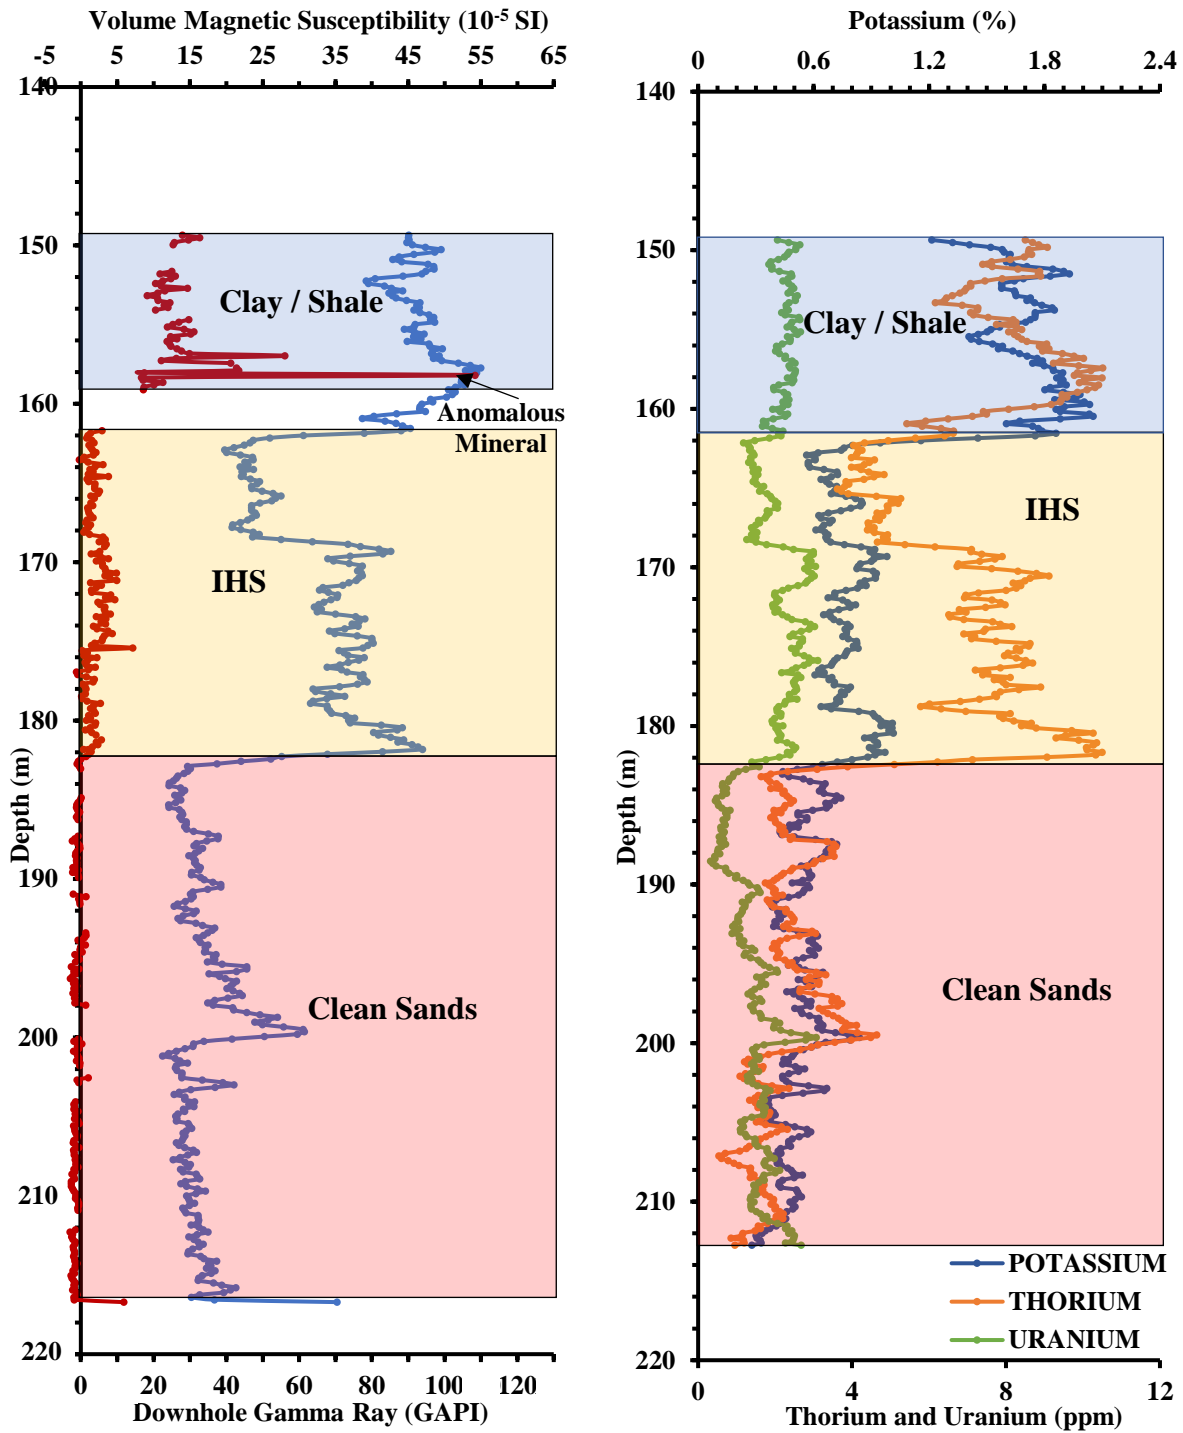 Volume Magnetic Susceptibility (10-5 SI)
-5 5 15 25 35 45 55 65
140
150
160
170
180
190
200
210
220
Depth (m)
Clay / Shale
Anomalous
Mineral
IHS
Clean Sands
0 20 40 60 80 100 120
Downhole Gamma Ray (GAPI)
Potassium (%)
0 0.6 1.2 1.8 2.4
140
150
160
170
180
190
200
210
220
Depth (m)
Clay / Shale
IHS
Clean Sands
POTASSIUM
THORIUM
URANIUM
0 4 8 12
Thorium and Uranium (ppm)